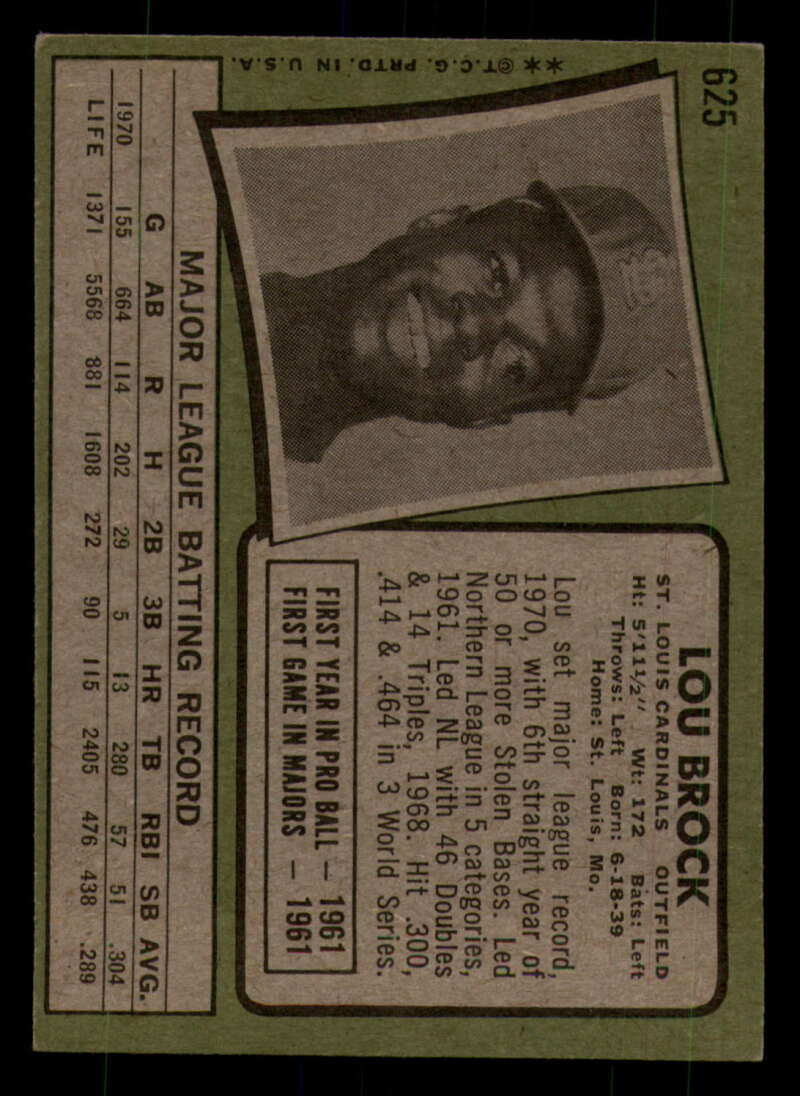 625
LOU BROCK
ST. LOUIS CARDINALS OUTFIELD
Ht: 5'11½" Wt: 172 Bats: Left
Throws: Left Born: 6-18-39
Home: St. Louis, Mo.
Lou set major league record,
1970, with 6th straight year of
50 or more Stolen Bases. Led
Northern League in 5 categories,
1961. Led NL with 46 Doubles
& 14 Triples, 1968. Hit .300,
.414 & .464 in 3 World Series.
FIRST YEAR IN PRO BALL — 1961
FIRST GAME IN MAJORS — 1961
MAJOR LEAGUE BATTING RECORD
G AB R H 2B 3B HR TB RBI SB AVG.
1970 155 664 114 202 29 5 13 280 57 51 .304
LIFE 1371 5568 881 1608 272 90 115 2405 476 438 .289
**©T.C.G. PRTD. IN U.S.A.
StL